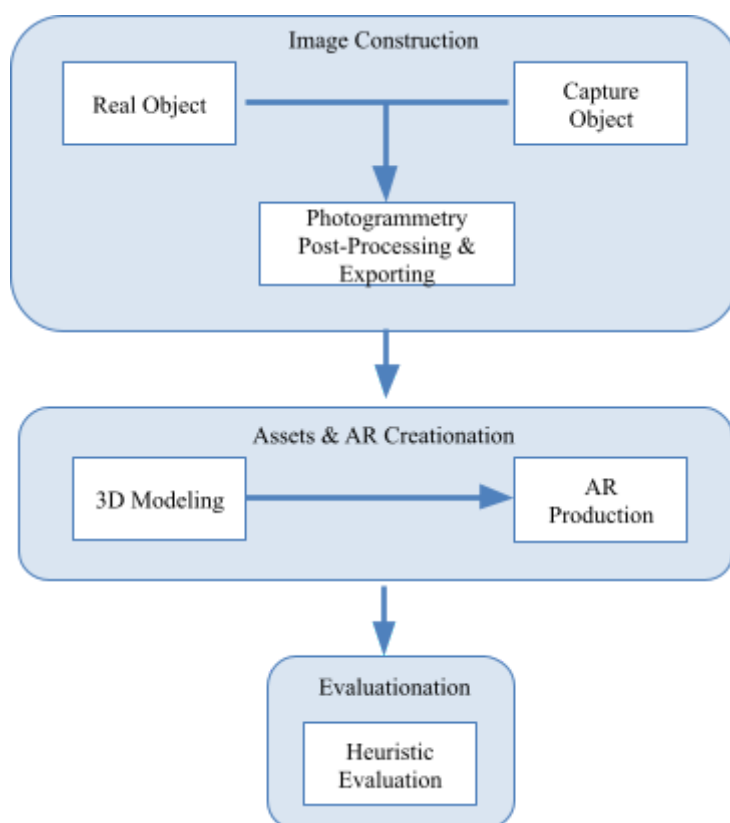 Image Construction
Real Object
Capture
Object
Photogrammetry
Post-Processing &
Exporting
Assets & AR Creationation
3D Modeling
AR
Production
Evaluationation
Heuristic
Evaluation